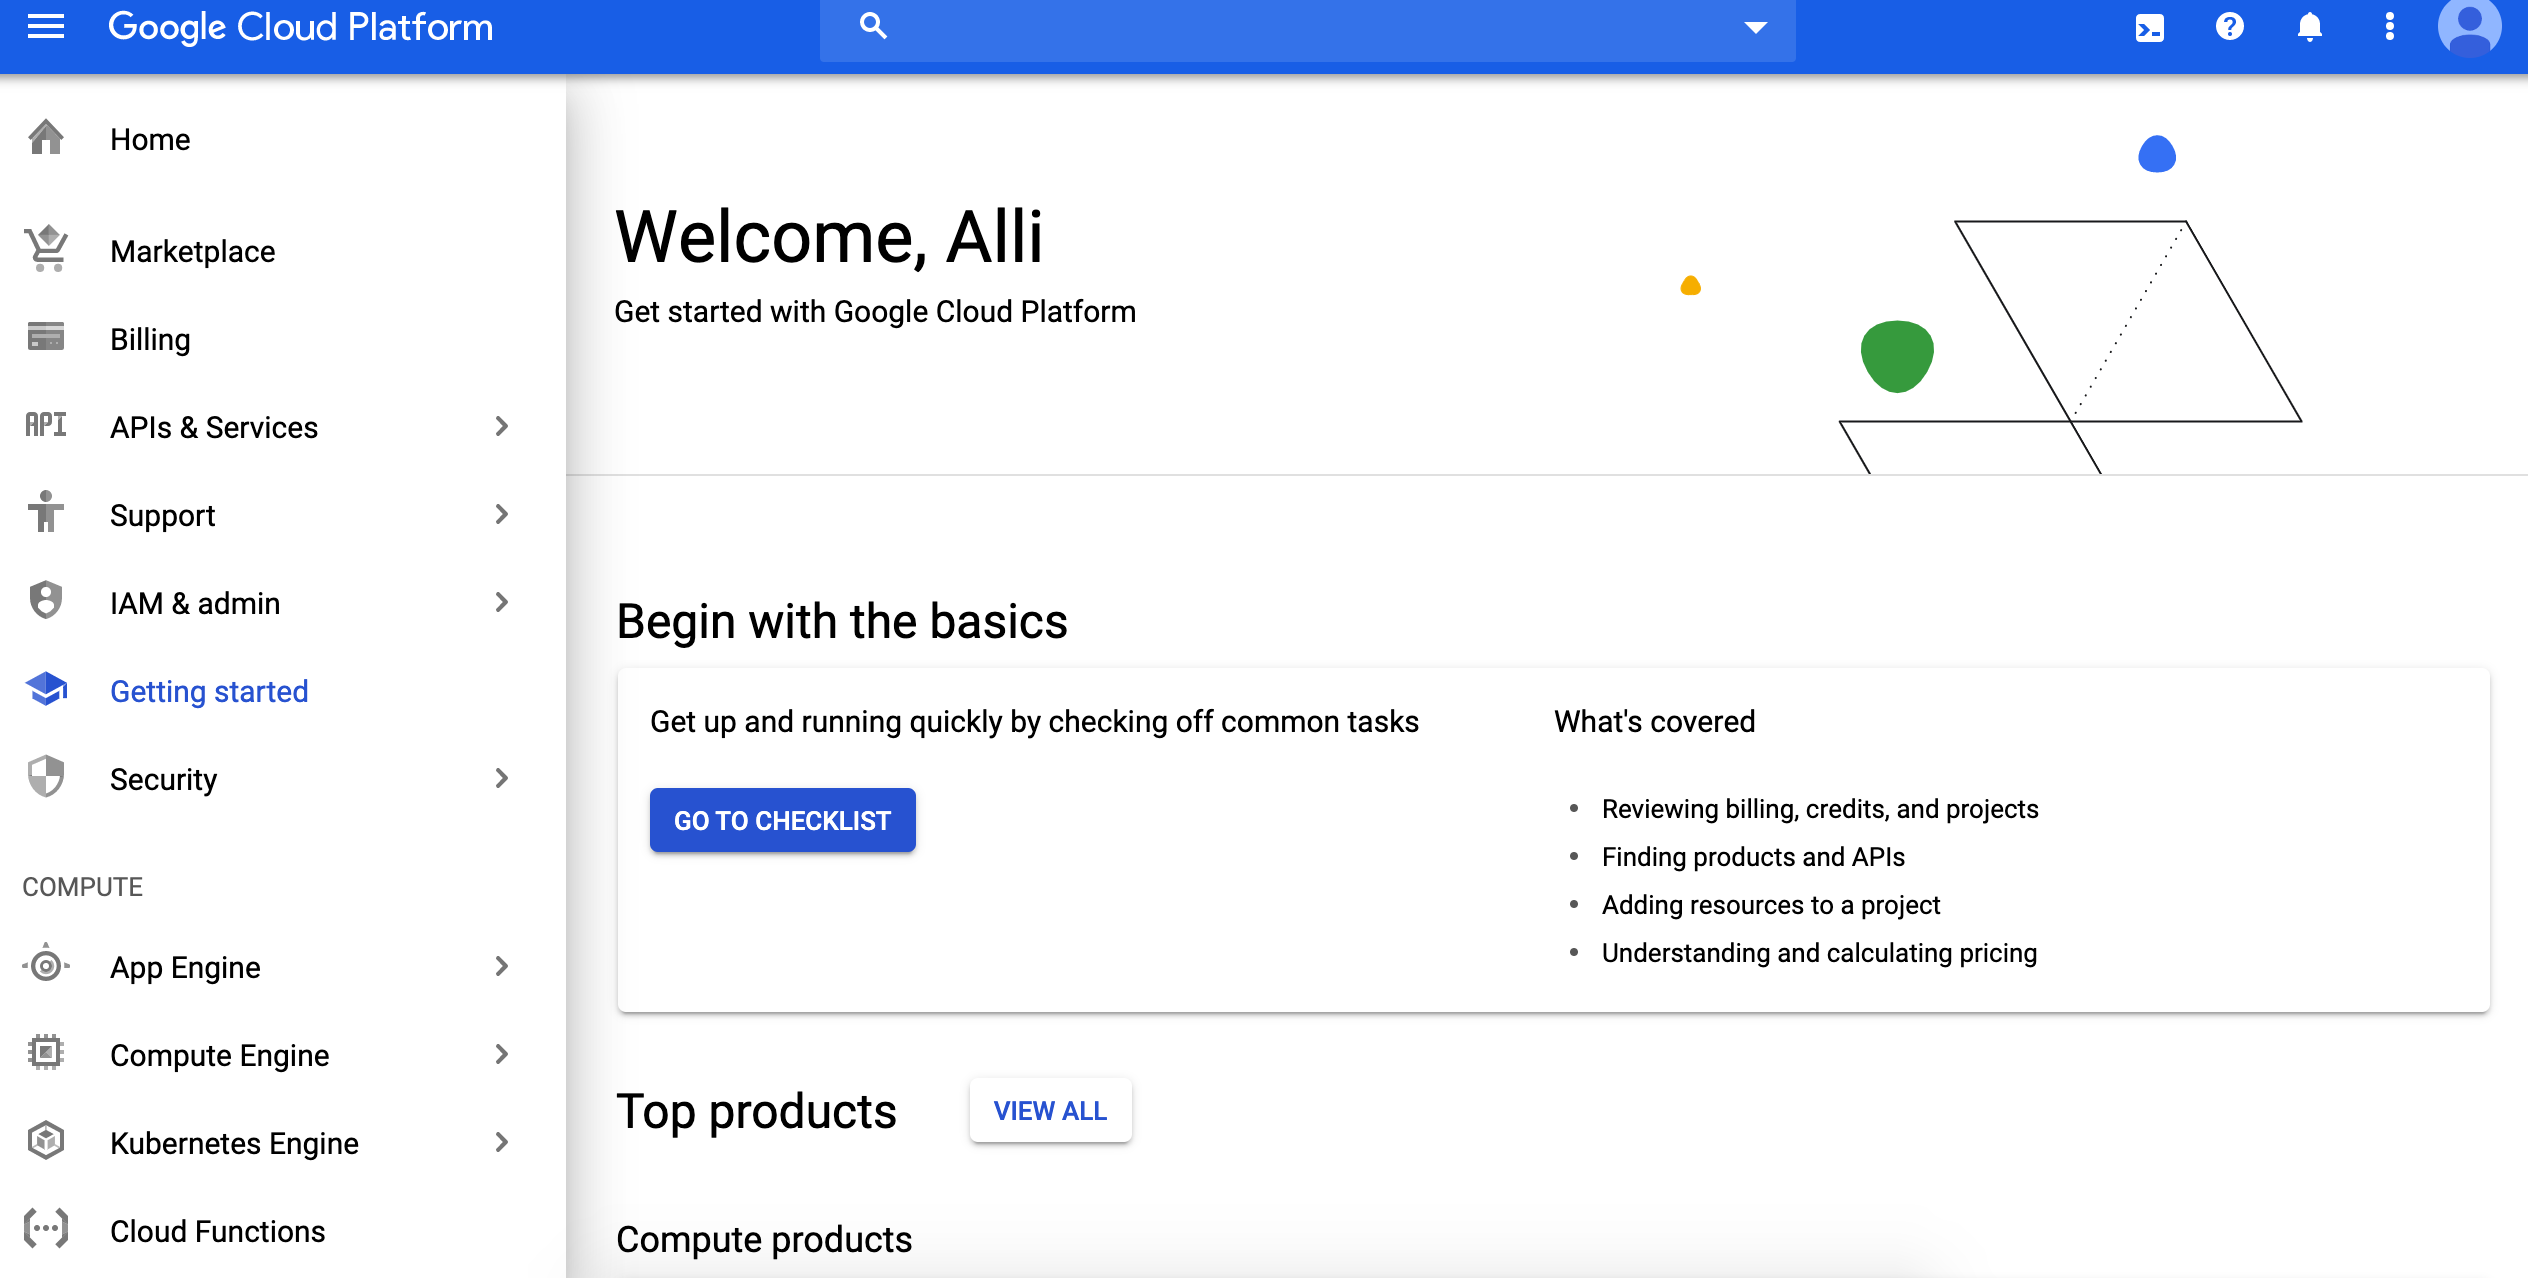 Google Cloud Platform
Home
Marketplace
Billing
API
APIs & Services
Support
IAM & admin
Getting started
Security
COMPUTE
App Engine
Compute Engine
Kubernetes Engine
Cloud Functions
Welcome, Alli
Get started with Google Cloud Platform
Begin with the basics
Get up and running quickly by checking off common tasks
GO TO CHECKLIST
What's covered
• Reviewing billing, credits, and projects
• Finding products and APIs
• Adding resources to a project
• Understanding and calculating pricing
Top products
VIEW ALL
Compute products